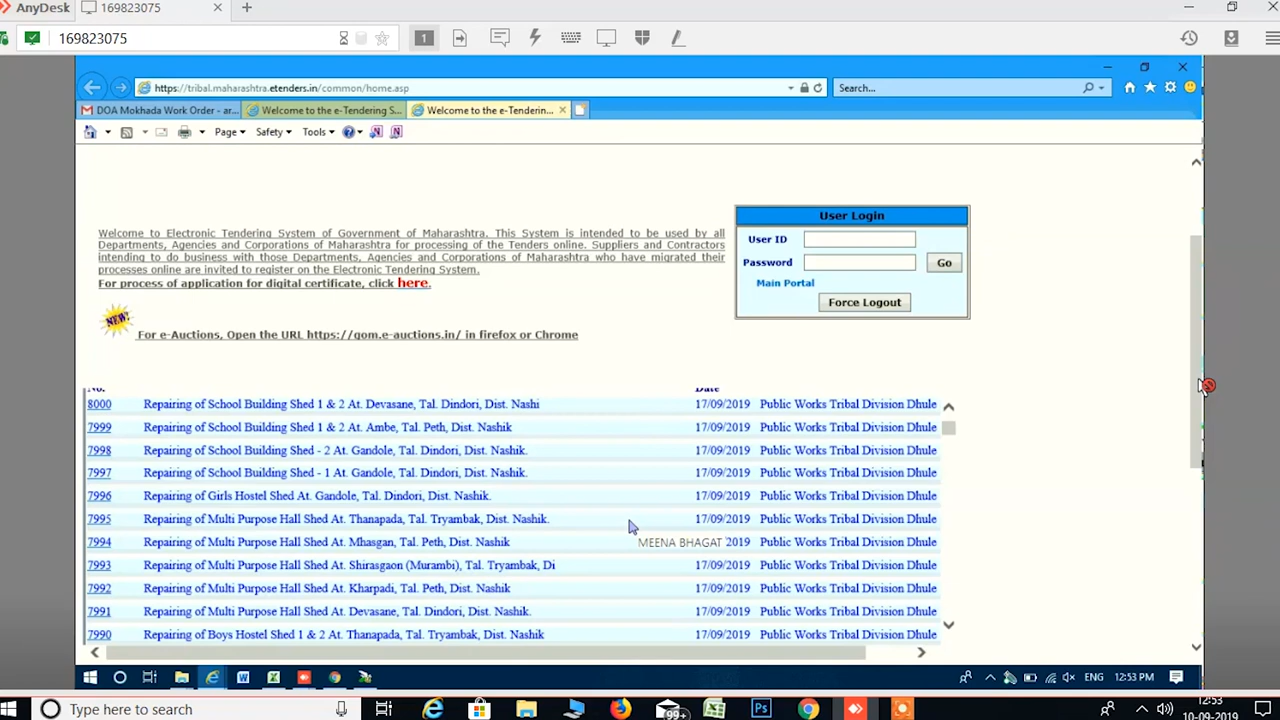 AnyDesk 169823075
169823075 1
https://tribal.maharashtra.etenders.in/common/home.asp Search...
DOA Mokhada Work Order - ar... Welcome to the e-Tendering S... Welcome to the e-Tenderin...
Page Safety Tools
User Login
User ID
Password Go
Main Portal
Force Logout
Welcome to Electronic Tendering System of Government of Maharashtra. This System is intended to be used by all
Departments, Agencies and Corporations of Maharashtra for processing of the Tenders online. Suppliers and Contractors
intending to do business with those Departments, Agencies and Corporations of Maharashtra who have migrated their
processes online are invited to register on the Electronic Tendering System.
For process of application for digital certificate, click here.
NEW
For e-Auctions, Open the URL https://gom.e-auctions.in/ in firefox or Chrome
No. Date
8000 Repairing of School Building Shed 1 & 2 At. Devasane, Tal. Dindori, Dist. Nashi 17/09/2019 Public Works Tribal Division Dhule
7999 Repairing of School Building Shed 1 & 2 At. Ambe, Tal. Peth, Dist. Nashik 17/09/2019 Public Works Tribal Division Dhule
7998 Repairing of School Building Shed - 2 At. Gandole, Tal. Dindori, Dist. Nashik. 17/09/2019 Public Works Tribal Division Dhule
7997 Repairing of School Building Shed - 1 At. Gandole, Tal. Dindori, Dist. Nashik. 17/09/2019 Public Works Tribal Division Dhule
7996 Repairing of Girls Hostel Shed At. Gandole, Tal. Dindori, Dist. Nashik. 17/09/2019 Public Works Tribal Division Dhule
7995 Repairing of Multi Purpose Hall Shed At. Thanapada, Tal. Tryambak, Dist. Nashik. 17/09/2019 Public Works Tribal Division Dhule
7994 Repairing of Multi Purpose Hall Shed At. Mhasgan, Tal. Peth, Dist. Nashik MEENA BHAGAT 2019 Public Works Tribal Division Dhule
7993 Repairing of Multi Purpose Hall Shed At. Shirasgaon (Murambi), Tal. Tryambak, Di 17/09/2019 Public Works Tribal Division Dhule
7992 Repairing of Multi Purpose Hall Shed At. Kharpadi, Tal. Peth, Dist. Nashik 17/09/2019 Public Works Tribal Division Dhule
7991 Repairing of Multi Purpose Hall Shed At. Devasane, Tal. Dindori, Dist. Nashik. 17/09/2019 Public Works Tribal Division Dhule
7990 Repairing of Boys Hostel Shed 1 & 2 At. Thanapada, Tal. Tryambak, Dist. Nashik 17/09/2019 Public Works Tribal Division Dhule
ENG 12:53 PM
Type here to search 99+ 12:53
10-09-2019